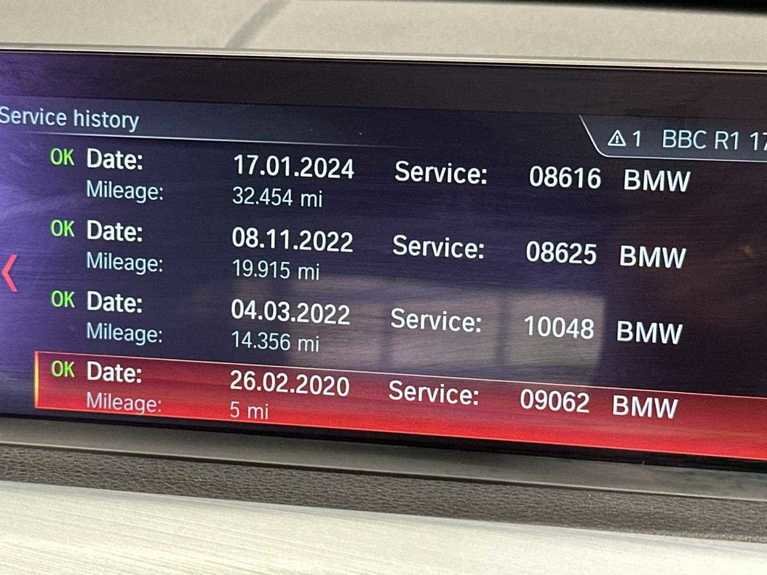 Service history
⚠ 1 BBC R1 17
OK Date: 17.01.2024 Service: 08616 BMW
Mileage: 32.454 mi
OK Date: 08.11.2022 Service: 08625 BMW
Mileage: 19.915 mi
OK Date: 04.03.2022 Service: 10048 BMW
Mileage: 14.356 mi
OK Date: 26.02.2020 Service: 09062 BMW
Mileage: 5 mi